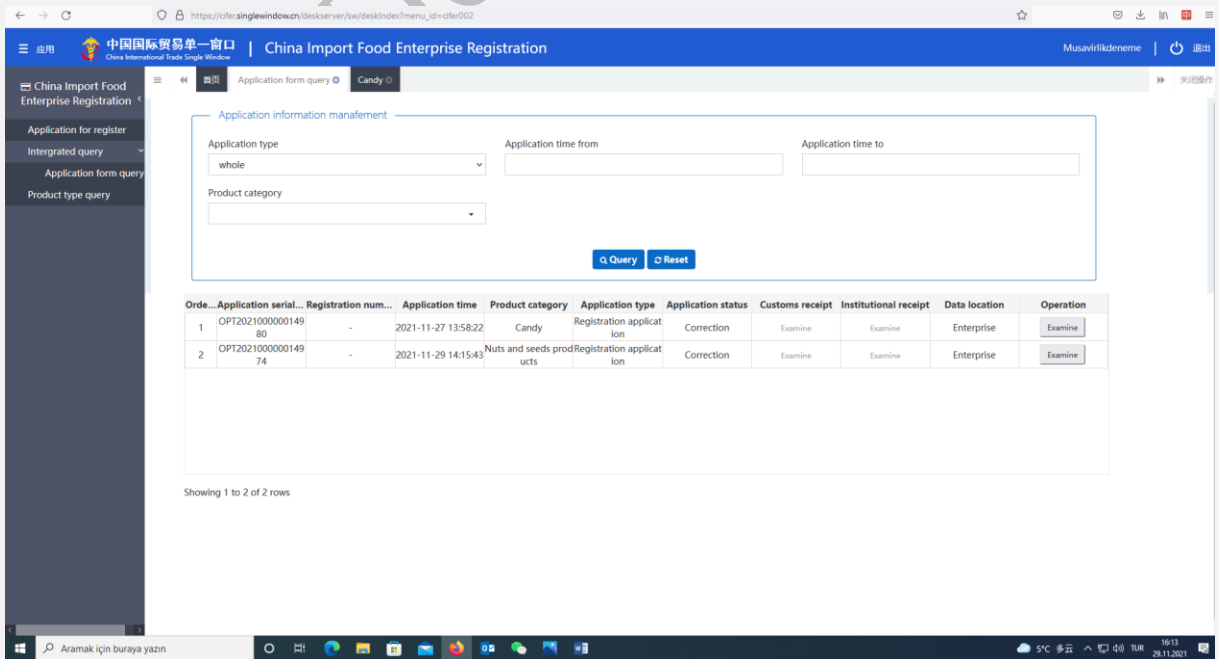 https://cifer.singlewindow.cn/deskserver/sw/deskIndex?menu_id=cifer002
应用
中国国际贸易单一窗口 | China Import Food Enterprise Registration
China International Trade Single Window
Musavirlikdeneme | 退出
China Import Food
Enterprise Registration
首页 Application form query Candy
关闭操作
Application for register
Intergrated query
Application form query
Product type query
Application information manafement
Application type Application time from Application time to
whole
Product category
Query Reset
Orde... Application serial... Registration num... Application time Product category Application type Application status Customs receipt Institutional receipt Data location Operation
1 OPT2021000000149 - 2021-11-27 13:58:22 Candy Registration applicat Correction Examine Examine Enterprise Examine
80 ion
2 OPT2021000000149 - 2021-11-29 14:15:43 Nuts and seeds prod Registration applicat Correction Examine Examine Enterprise Examine
74 ucts ion
Showing 1 to 2 of 2 rows
Aramak için buraya yazın
5°C 多云 TUR 16:13
29.11.2021